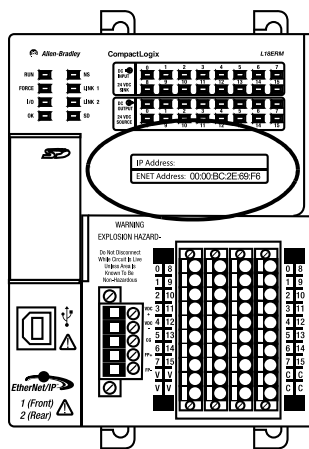 Allen-Bradley CompactLogix L16ERM
RUN NS
FORCE LINK 1
I/O LINK 2
OK SD
DC INPUT
24 VDC SINK
0 1 2 3 4 5 6 7
8 9 10 11 12 13 14 15
DC OUTPUT
24 VDC SOURCE
0 1 2 3 4 5 6 7
8 9 10 11 12 13 14 15
SD
IP Address:
ENET Address: 00:00:BC:2E:69:F6
WARNING
EXPLOSION HAZARD-
Do Not Disconnect
While Circuit Is Live
Unless Area Is
Known To Be
Non-Hazardous
VDC +
VDC -
CG
FP+
FP-
0 8
1 9
2 10
3 11
4 12
5 13
6 14
7 15
V V
V V
0 8
1 9
2 10
3 11
4 12
5 13
6 14
7 15
C C
C C
EtherNet/IP
1 (Front)
2 (Rear)